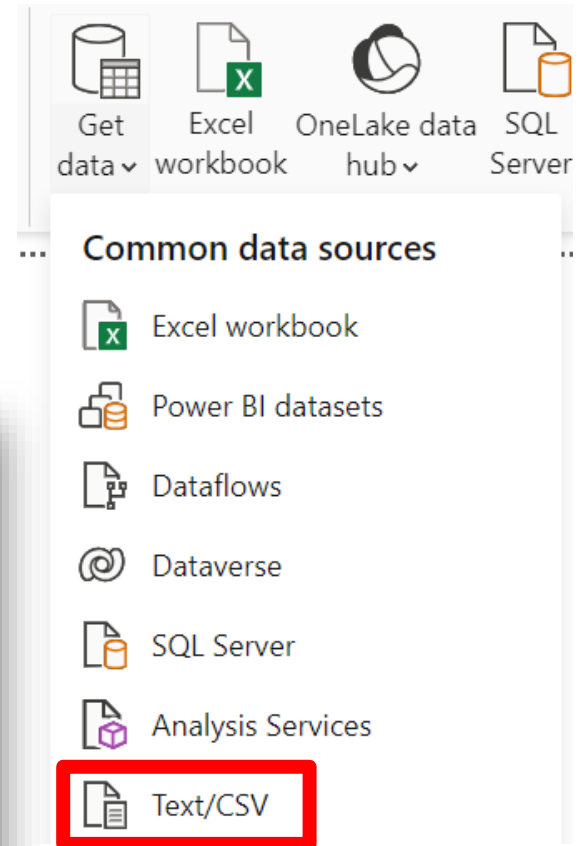 Get data
Excel workbook
OneLake data hub
SQL Server
Common data sources
Excel workbook
Power BI datasets
Dataflows
Dataverse
SQL Server
Analysis Services
Text/CSV